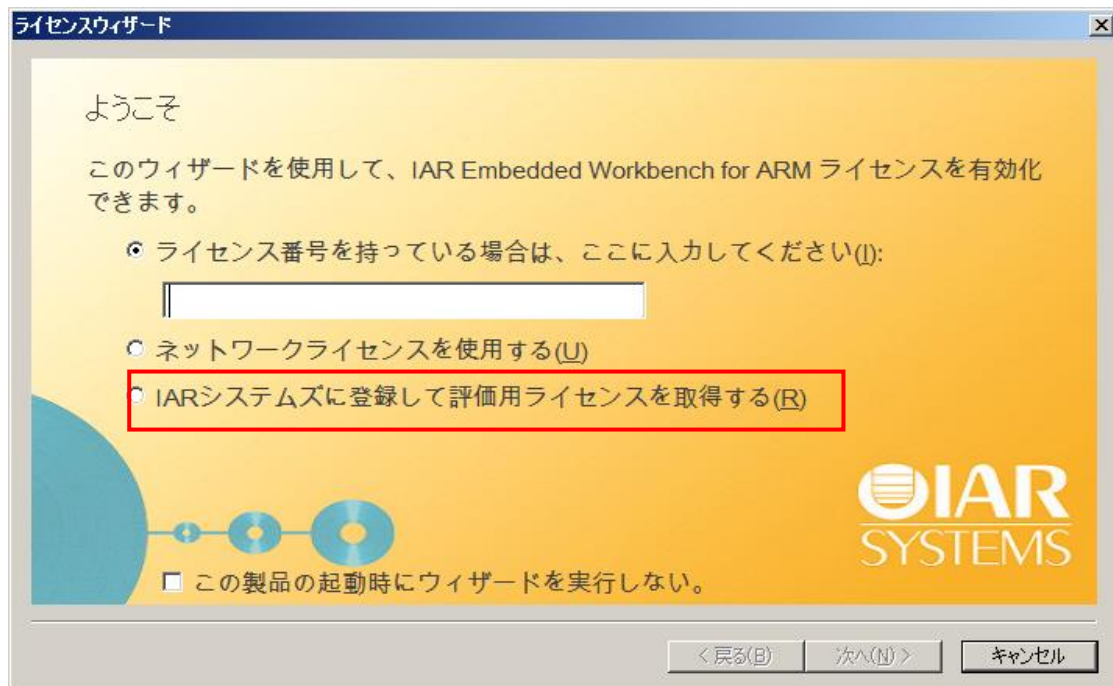 ライセンスウィザード
ようこそ
このウィザードを使用して、IAR Embedded Workbench for ARM ライセンスを有効化
できます。
ライセンス番号を持っている場合は、ここに入力してください(I):
ネットワークライセンスを使用する(U)
IARシステムズに登録して評価用ライセンスを取得する(R)
IAR
SYSTEMS
この製品の起動時にウィザードを実行しない。
< 戻る(B)
次へ(N) >
キャンセル